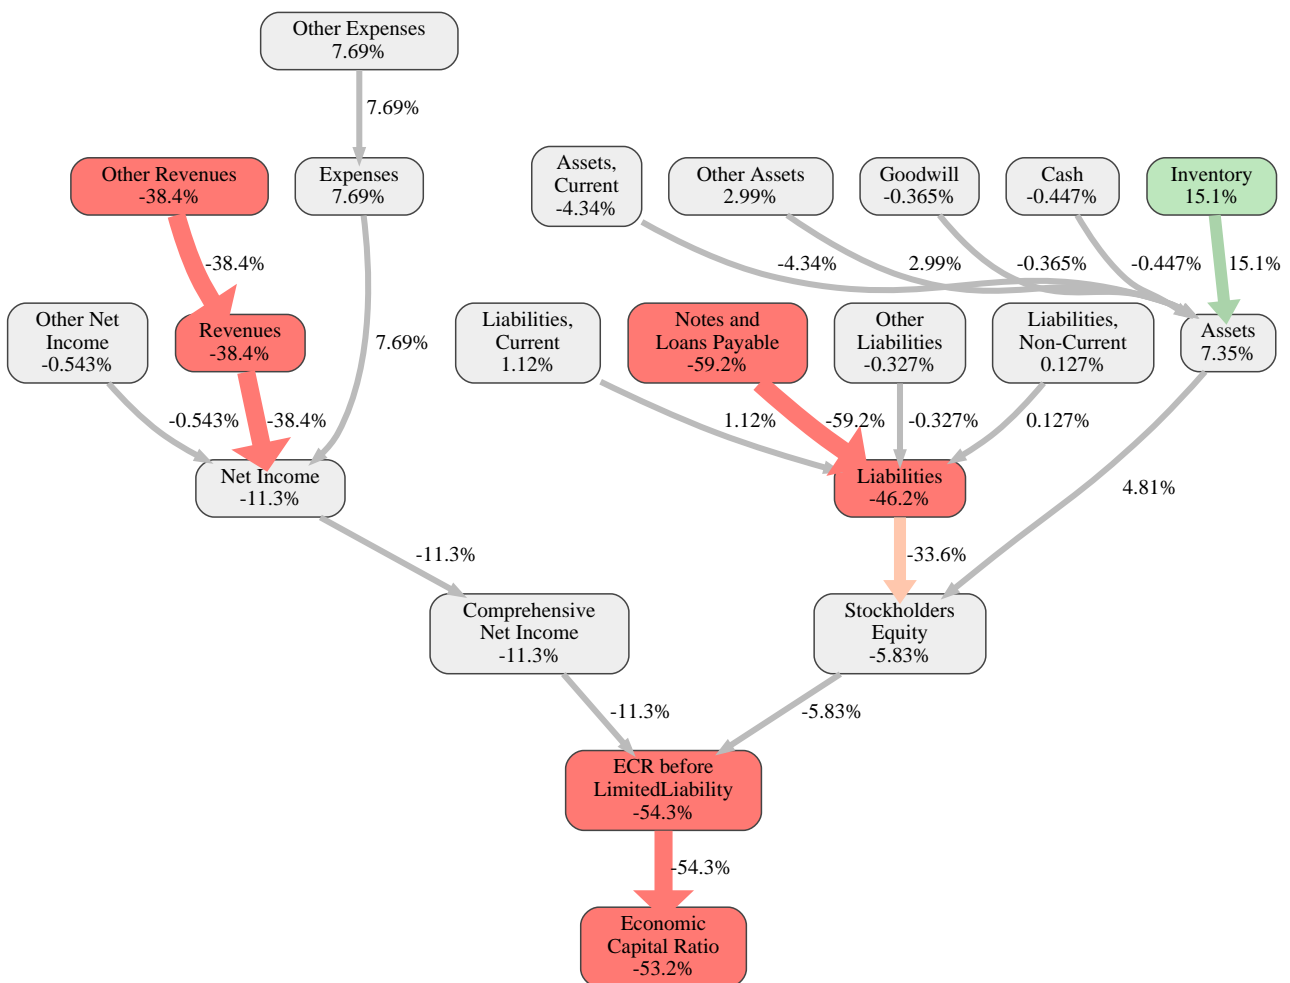 Other Expenses
7.69%
7.69%
Other Revenues
-38.4%
Expenses
7.69%
Assets,
Current
-4.34%
Other Assets
2.99%
Goodwill
-0.365%
Cash
-0.447%
Inventory
15.1%
-38.4%
-4.34%
2.99%
-0.365%
-0.447%
15.1%
Other Net
Income
-0.543%
Revenues
-38.4%
7.69%
Liabilities,
Current
1.12%
Notes and
Loans Payable
-59.2%
Other
Liabilities
-0.327%
Liabilities,
Non-Current
0.127%
Assets
7.35%
-0.543%
-38.4%
1.12%
-59.2%
-0.327%
0.127%
Net Income
-11.3%
Liabilities
-46.2%
4.81%
-11.3%
-33.6%
Comprehensive
Net Income
-11.3%
Stockholders
Equity
-5.83%
-11.3%
-5.83%
ECR before
LimitedLiability
-54.3%
-54.3%
Economic
Capital Ratio
-53.2%